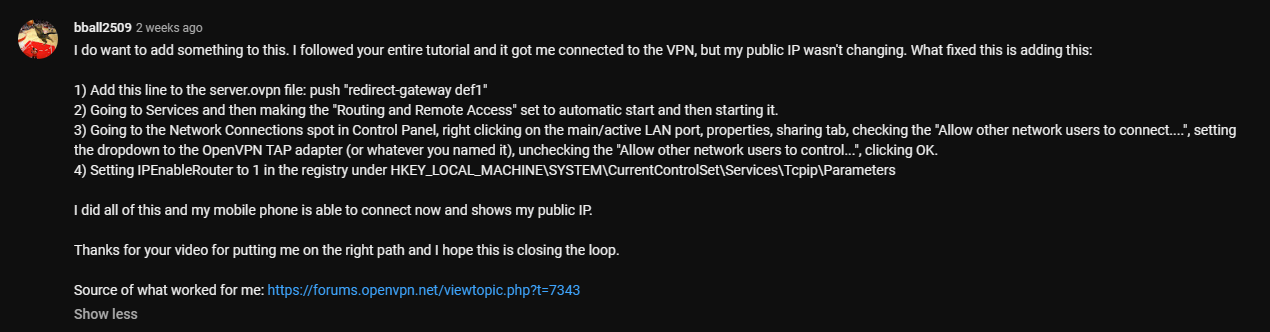 bball2509 2 weeks ago
I do want to add something to this. I followed your entire tutorial and it got me connected to the VPN, but my public IP wasn't changing. What fixed this is adding this:
1) Add this line to the server.ovpn file: push "redirect-gateway def1"
2) Going to Services and then making the "Routing and Remote Access" set to automatic start and then starting it.
3) Going to the Network Connections spot in Control Panel, right clicking on the main/active LAN port, properties, sharing tab, checking the "Allow other network users to connect....", setting
the dropdown to the OpenVPN TAP adapter (or whatever you named it), unchecking the "Allow other network users to control...", clicking OK.
4) Setting IPEnableRouter to 1 in the registry under HKEY_LOCAL_MACHINE\SYSTEM\CurrentControlSet\Services\Tcpip\Parameters
I did all of this and my mobile phone is able to connect now and shows my public IP.
Thanks for your video for putting me on the right path and I hope this is closing the loop.
Source of what worked for me: https://forums.openvpn.net/viewtopic.php?t=7343
Show less